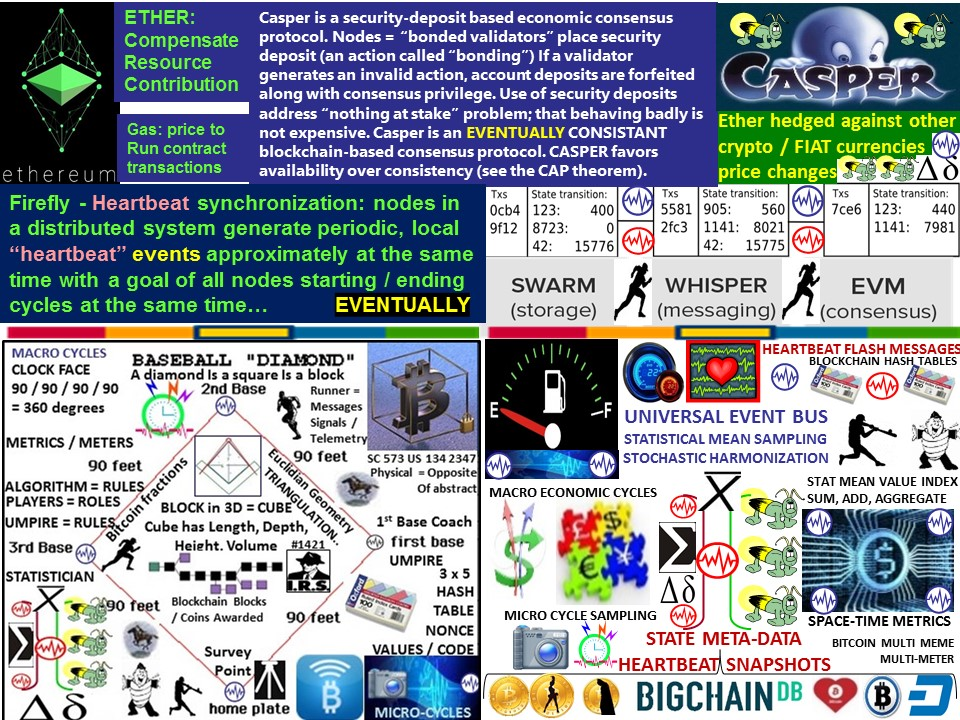 ETHER:
Compensate
Resource
Contribution
Gas: price to
Run contract
transactions
ethereum
Casper is a security-deposit based economic consensus
protocol. Nodes = “bonded validators” place security
deposit (an action called “bonding”) If a validator
generates an invalid action, account deposits are forfeited
along with consensus privilege. Use of security deposits
address “nothing at stake” problem; that behaving badly is
not expensive. Casper is an EVENTUALLY CONSISTANT
blockchain-based consensus protocol. CASPER favors
availability over consistency (see the CAP theorem).
CASPER
Ether hedged against other
crypto / FIAT currencies
price changes
Δ δ
Firefly - Heartbeat synchronization: nodes in
a distributed system generate periodic, local
“heartbeat” events approximately at the same
time with a goal of all nodes starting / ending
cycles at the same time… EVENTUALLY
Txs State transition:
0cb4 123: 400
9f12 8723: 0
42: 15776
Txs State transition:
5581 905: 560
2fc3 1141: 8021
42: 15775
Txs State transition:
7ce6 123: 440
1141: 7981
SWARM
(storage)
WHISPER
(messaging)
EVM
(consensus)
MACRO CYCLES
CLOCK FACE
90 / 90 / 90 / 90
= 360 degrees
BASEBALL "DIAMOND"
A diamond Is a square Is a block
2nd Base
Runner =
Messages
Signals /
Telemetry
90 feet
SC 573 US 134 2347
Physical = Opposite
Of abstract
METRICS / METERS
90 feet
ALGORITHM = RULES
PLAYERS = ROLES
UMPIRE = RULES
Bitcoin fractions
Euclidian Geometry
TRIANGULATION..
BLOCK in 3D = CUBE
Cube has Length, Depth,
Height. Volume
#1421
I.R.S.
1st Base Coach
first base
UMPIRE
3rd Base
STATISTICIAN
90 feet
Blockchain Blocks
/ Coins Awarded
90 feet
Oxford
100
3 x 5
HASH
TABLE
NONCE
VALUES / CODE
X
Σ
Δ δ
Survey
Point
home plate
MICRO-CYCLES
E
F
HEARTBEAT FLASH MESSAGES
BLOCKCHAIN HASH TABLES
UNIVERSAL EVENT BUS
STATISTICAL MEAN SAMPLING
STOCHASTIC HARMONIZATION
MACRO ECONOMIC CYCLES
STAT MEAN VALUE INDEX
SUM, ADD, AGGREGATE
X
Σ
Δδ
MICRO CYCLE SAMPLING
SPACE-TIME METRICS
STATE META-DATA
HEARTBEAT SNAPSHOTS
BITCOIN MULTI MEME
MULTI-METER
BIGCHAIN DB